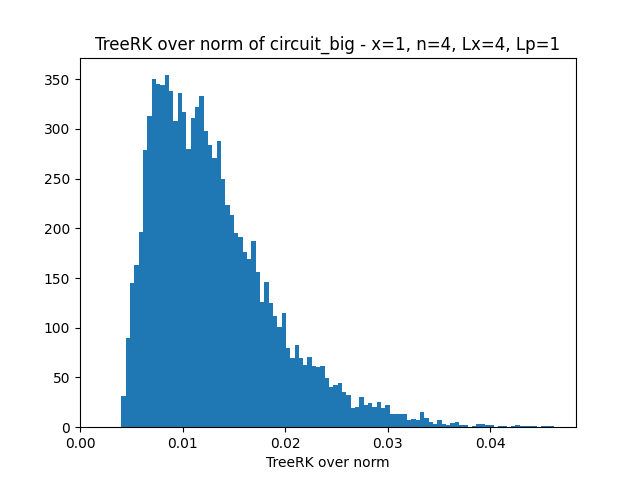 TreeRK over norm of circuit_big - x=1, n=4, Lx=4, Lp=1
350
300
250
200
150
100
50
0
0.00 0.01 0.02 0.03 0.04
TreeRK over norm